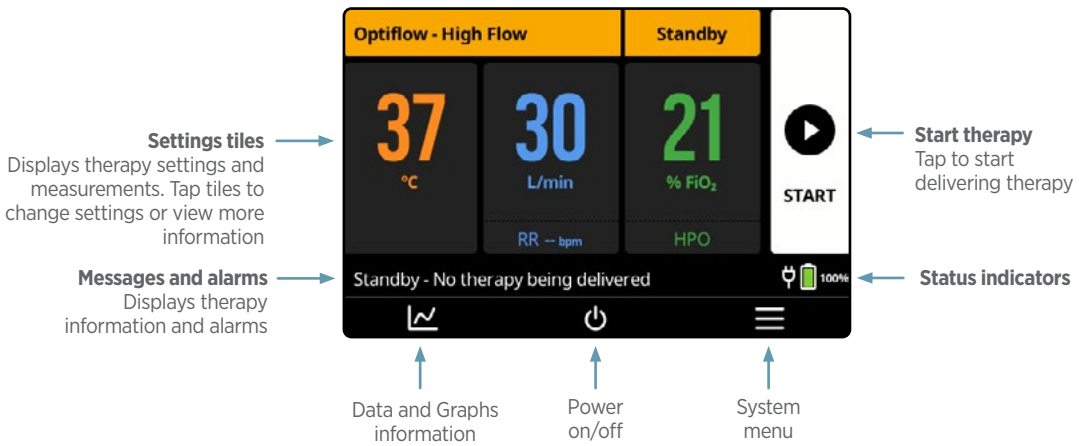 Optiflow - High Flow
Standby
37
°C
30
L/min
RR -- bpm
21
% FiO₂
HPO
START
Standby - No therapy being delivered
100%
Settings tiles
Displays therapy settings and
measurements. Tap tiles to
change settings or view more
information
Messages and alarms
Displays therapy
information and alarms
Start therapy
Tap to start
delivering therapy
Status indicators
Data and Graphs
information
Power
on/off
System
menu